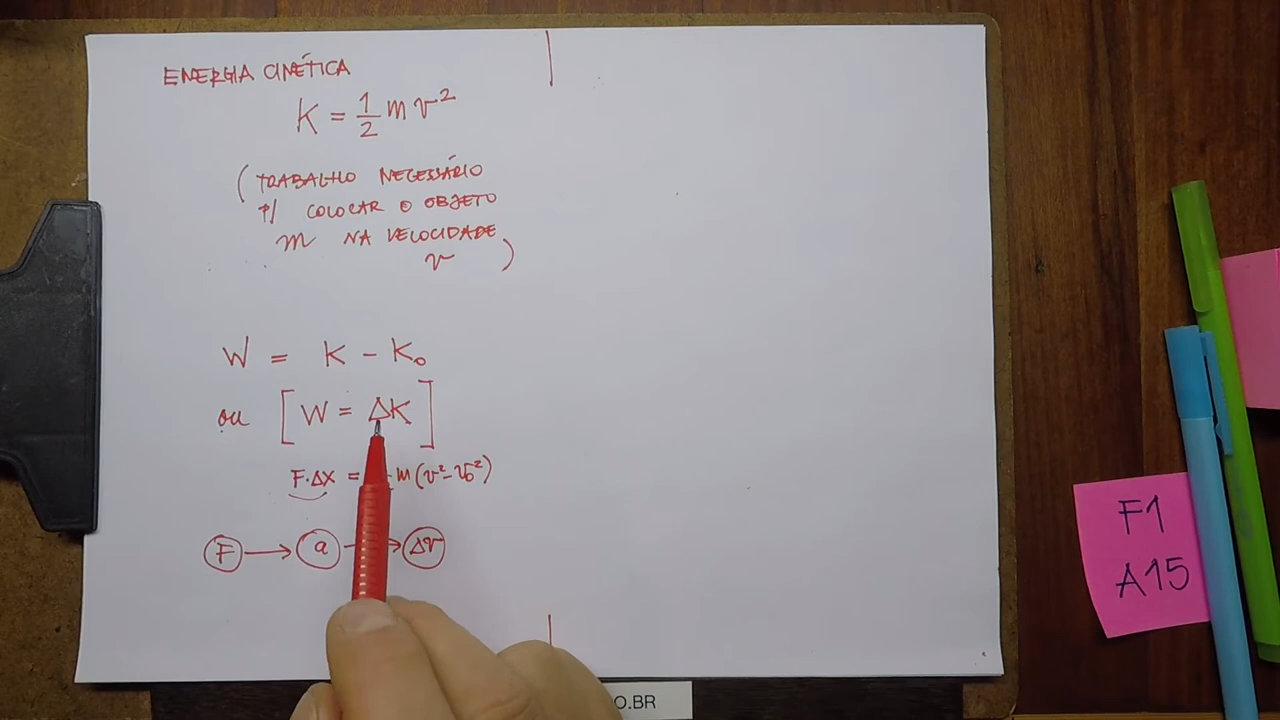 ENERGIA CINÉTICA
K = 1/2 m v²
( TRABALHO NECESSÁRIO
P/ COLOCAR O OBJETO
m NA VELOCIDADE
v )
W = K - K₀
ou [ W = ΔK ]
F·ΔX = m(v² - v₀²)
F → a → Δv
F1
A15
O.BR